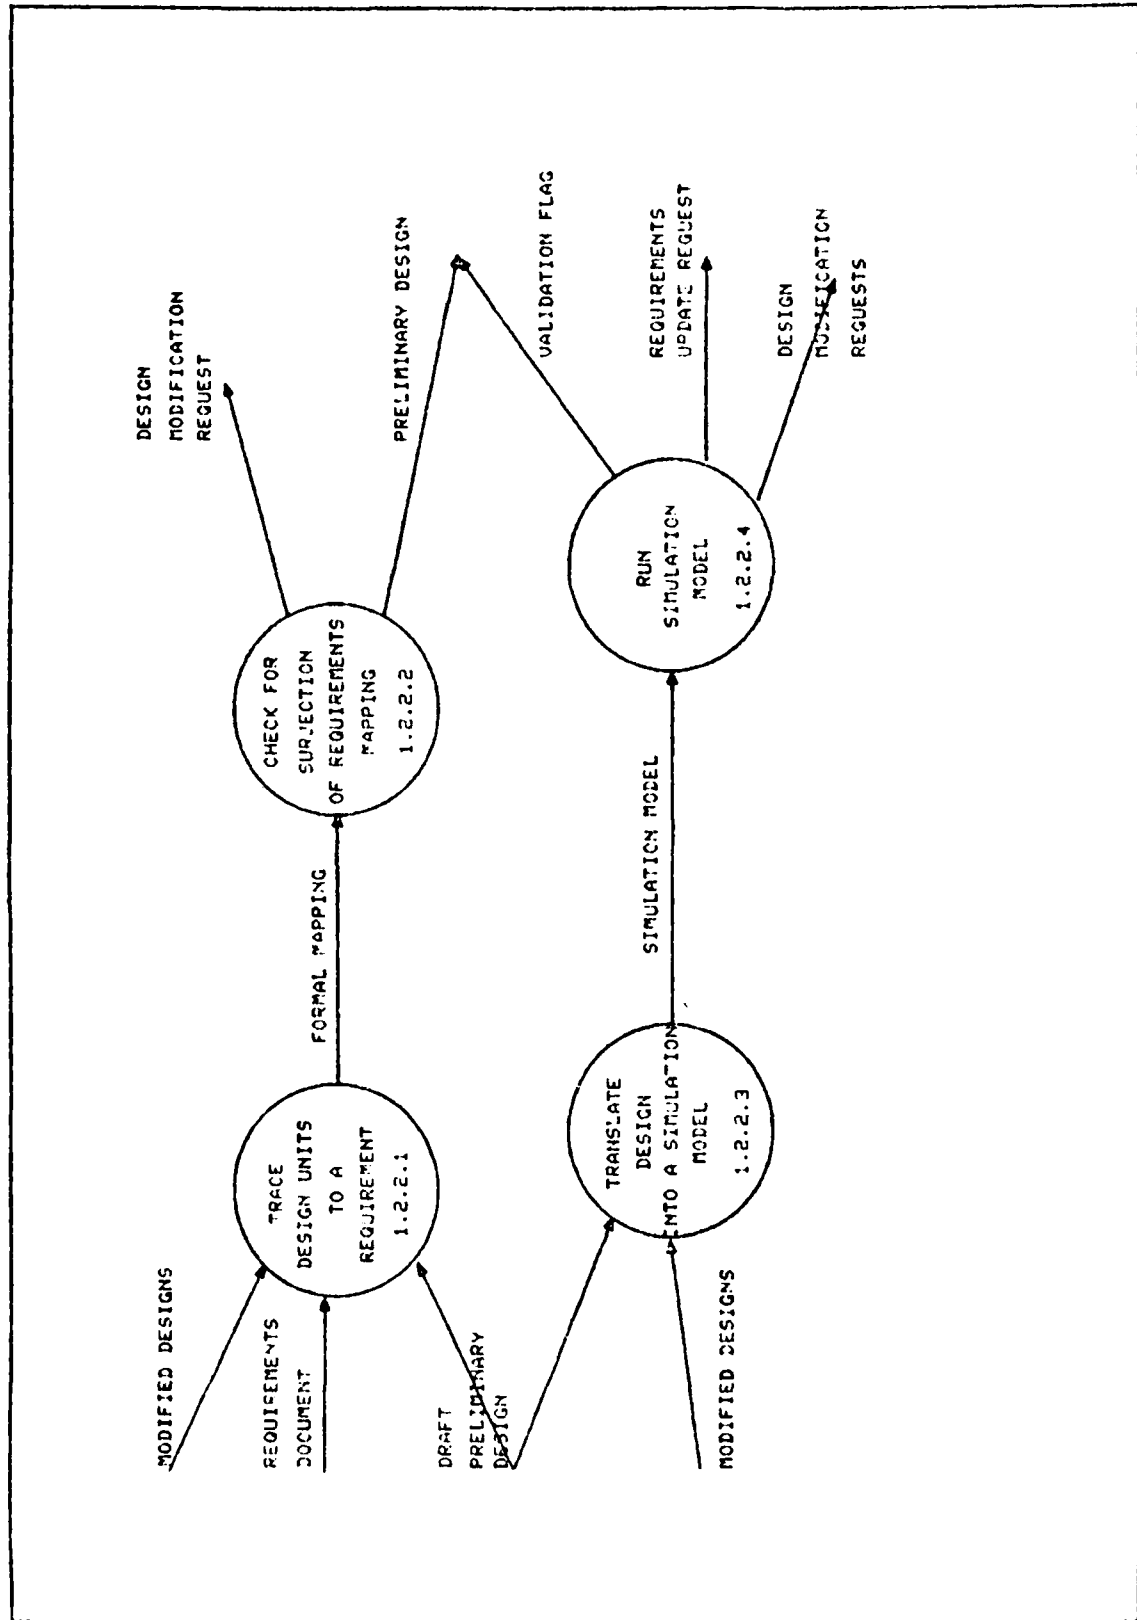 DESIGN
MODIFICATION
REQUEST
PRELIMINARY DESIGN
VALIDATION FLAG
REQUIREMENTS
UPDATE REQUEST
DESIGN
MODIFICATION
REQUESTS
CHECK FOR
SURJECTION
OF REQUIREMENTS
MAPPING
1.2.2.2
RUN
SIMULATION
MODEL
1.2.2.4
FORMAL MAPPING
SIMULATION MODEL
TRACE
DESIGN UNITS
TO A
REQUIREMENT
1.2.2.1
TRANSLATE
DESIGN
INTO A SIMULATION
MODEL
1.2.2.3
MODIFIED DESIGNS
REQUIREMENTS
DOCUMENT
DRAFT
PRELIMINARY
DESIGN
MODIFIED DESIGNS